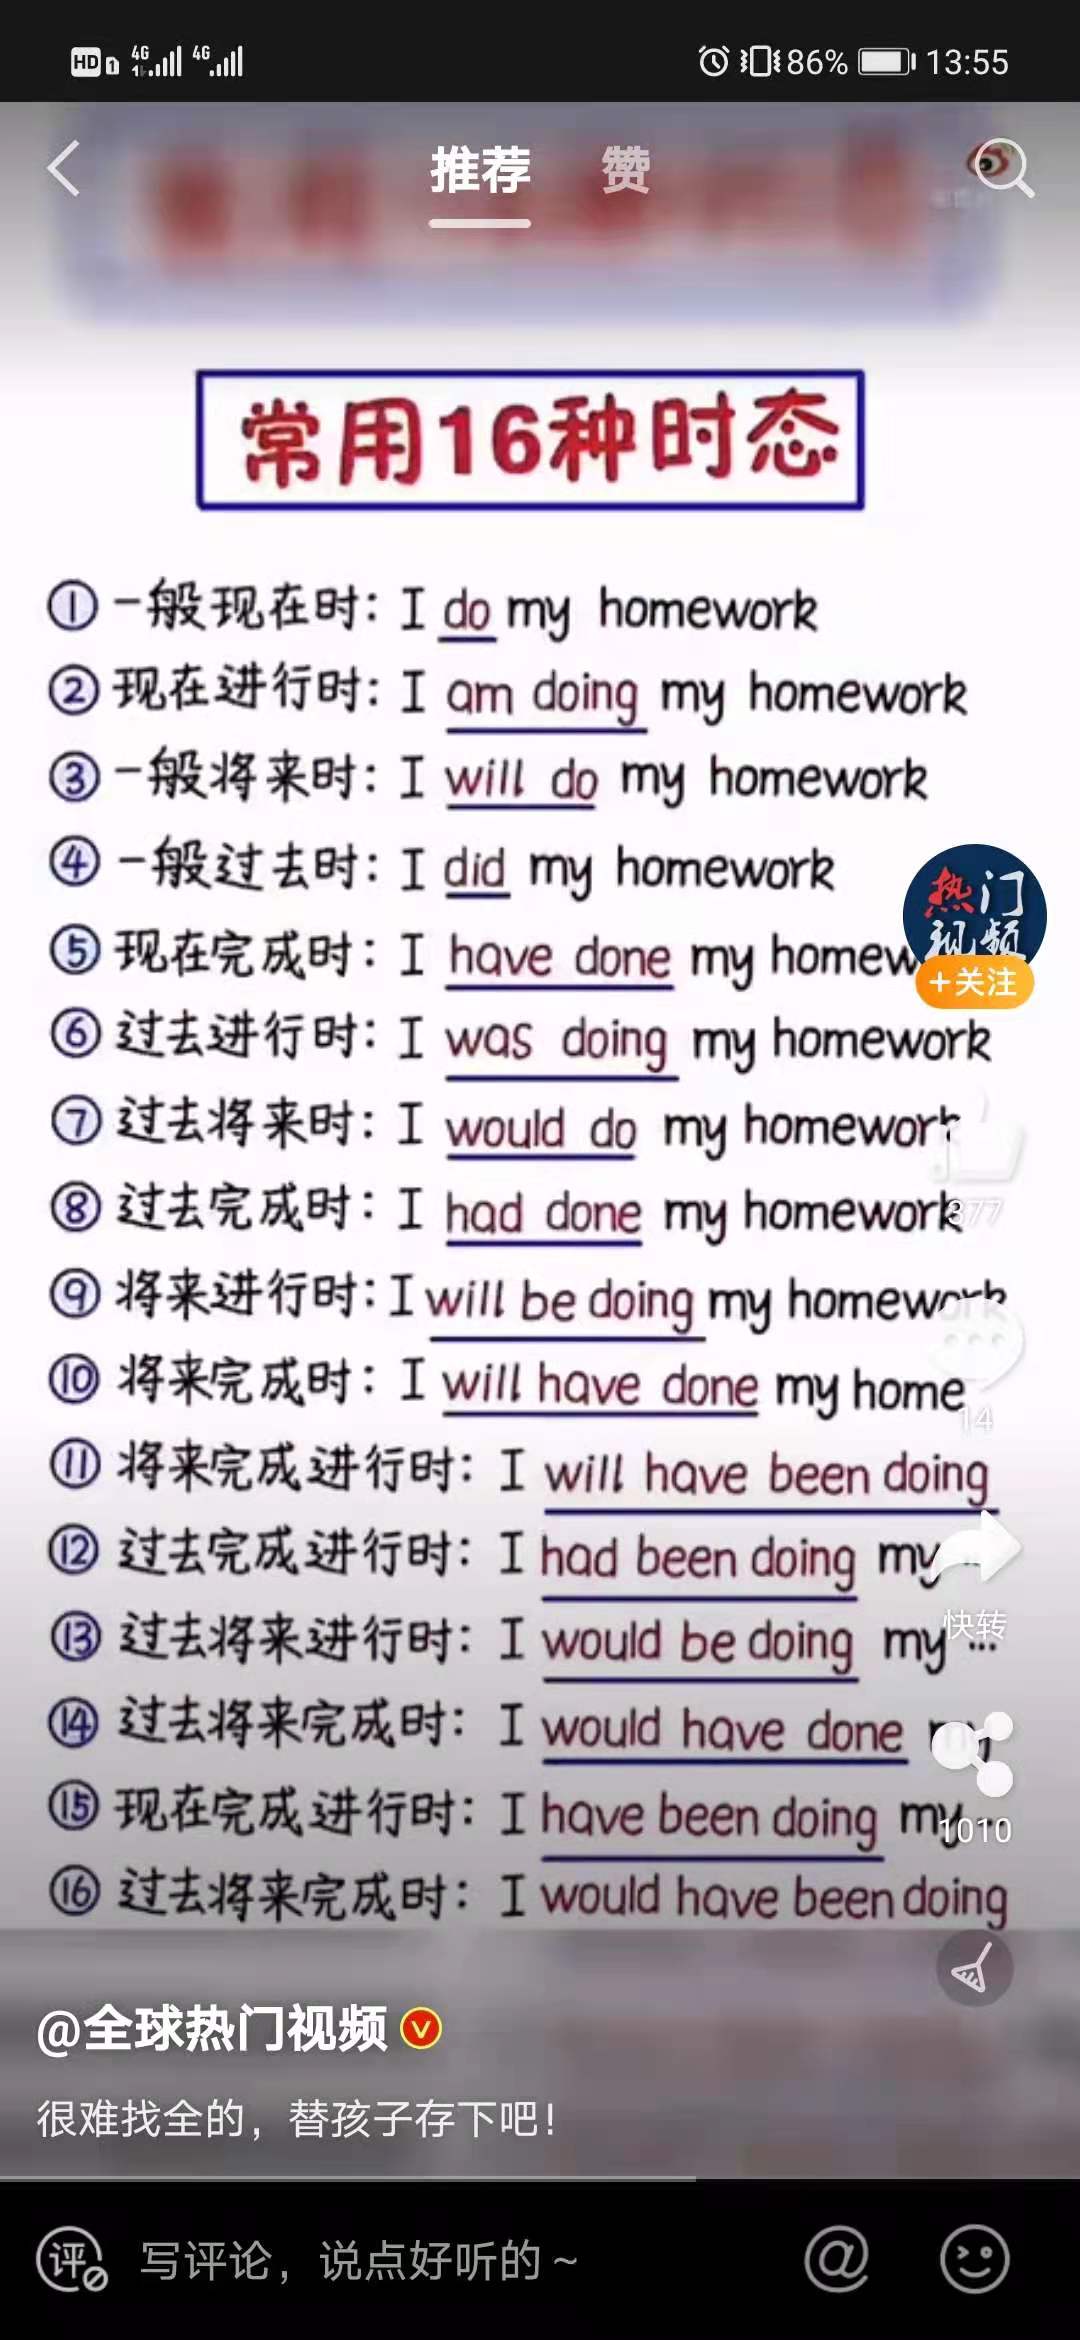 HD 1 4G 4G 86% 13:55
推荐 赞
常用16种时态
① 一般现在时: I do my homework
② 现在进行时: I am doing my homework
③ 一般将来时: I will do my homework
④ 一般过去时: I did my homework
⑤ 现在完成时: I have done my homew
⑥ 过去进行时: I was doing my homework
⑦ 过去将来时: I would do my homework
⑧ 过去完成时: I had done my homework
⑨ 将来进行时: I will be doing my homework
⑩ 将来完成时: I will have done my home
⑪ 将来完成进行时: I will have been doing
⑫ 过去完成进行时: I had been doing my ...
⑬ 过去将来进行时: I would be doing my ...
⑭ 过去将来完成时: I would have done my
⑮ 现在完成进行时: I have been doing my
⑯ 过去将来完成时: I would have been doing
热门
视频
+关注
377
14
快转
1010
@全球热门视频
很难找全的，替孩子存下吧！
评 写评论，说点好听的~